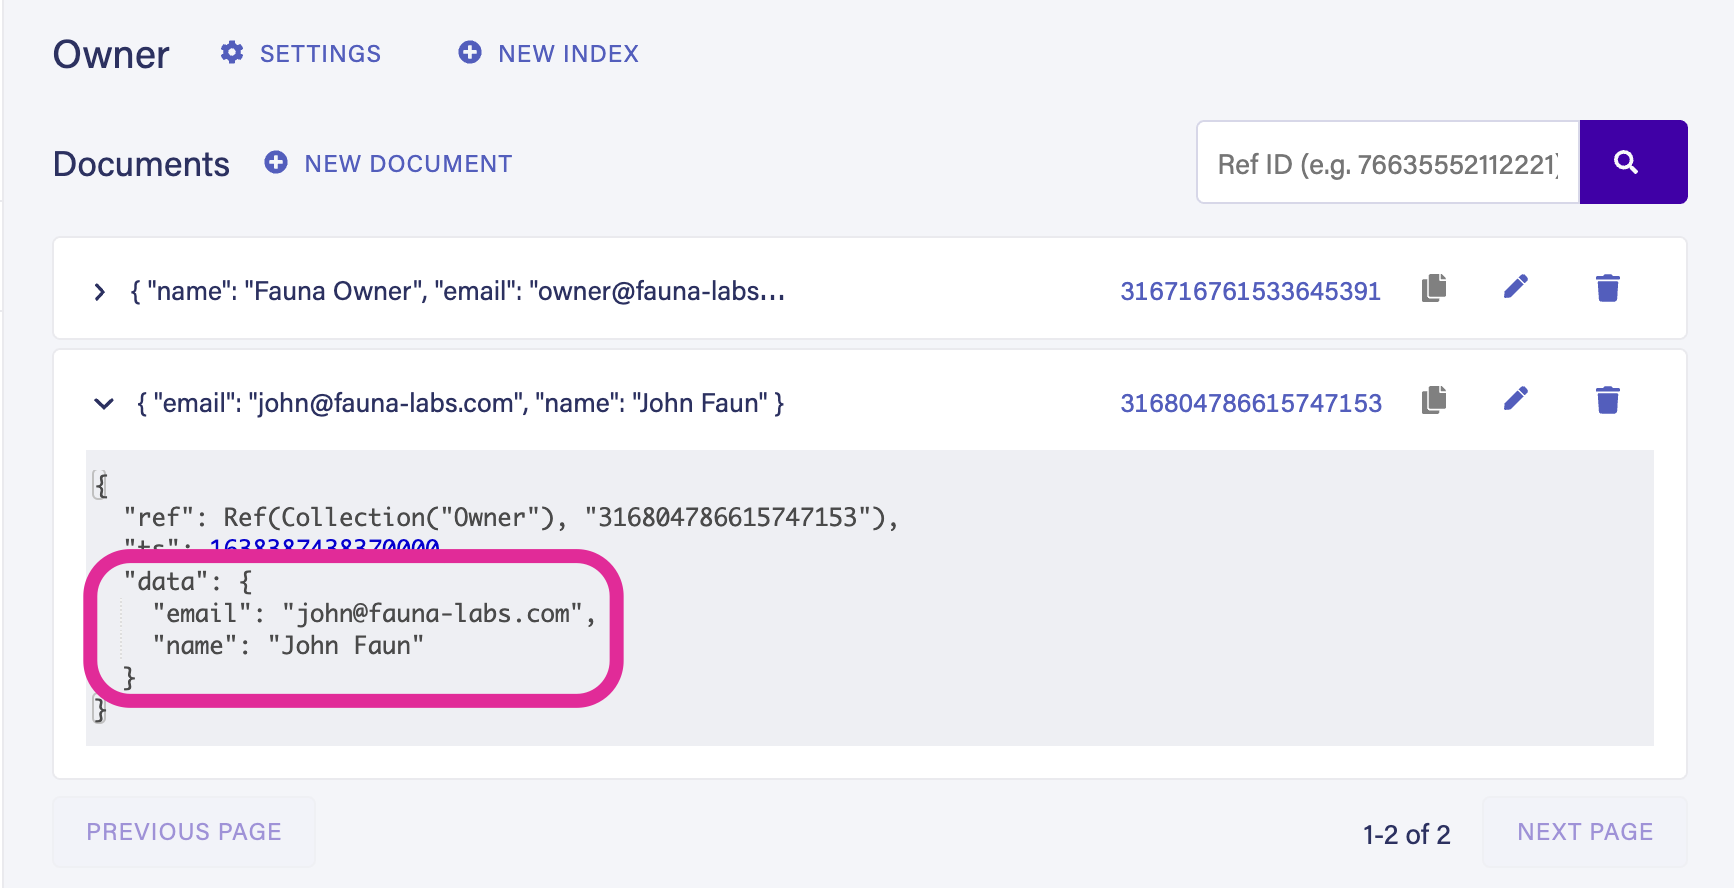 Owner SETTINGS NEW INDEX
Documents NEW DOCUMENT Ref ID (e.g. 76635552112221)
{ "name": "Fauna Owner", "email": "owner@fauna-labs... 316716761533645391
{ "email": "john@fauna-labs.com", "name": "John Faun" } 316804786615747153
{
"ref": Ref(Collection("Owner"), "316804786615747153"),
"ts": 1638387438370000
"data": {
"email": "john@fauna-labs.com",
"name": "John Faun"
}
}
PREVIOUS PAGE 1-2 of 2 NEXT PAGE